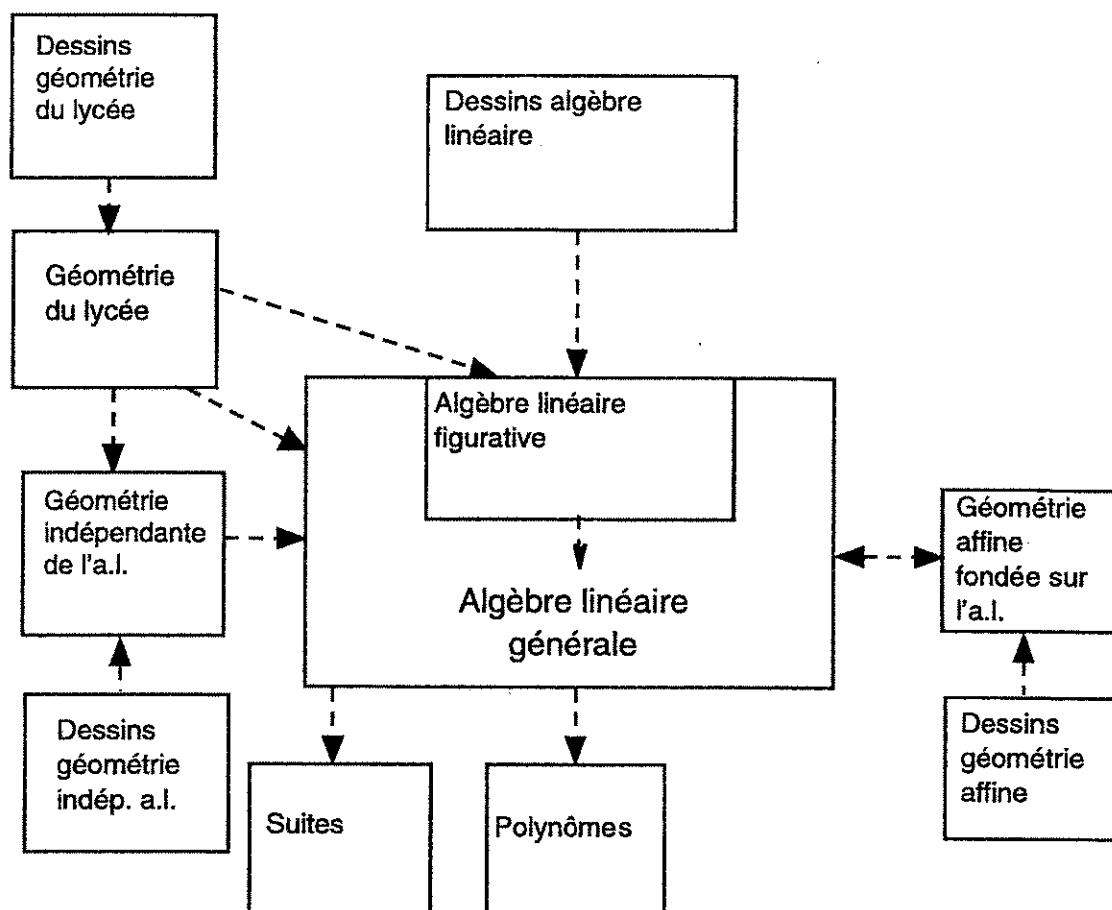 Dessins
géométrie
du lycée
Dessins algèbre
linéaire
Géométrie
du lycée
Algèbre linéaire
figurative
Géométrie
indépendante
de l'a.l.
Géométrie
affine
fondée sur
l'a.l.
Algèbre linéaire
générale
Dessins
géométrie
indép. a.l.
Suites
Polynômes
Dessins
géométrie
affine